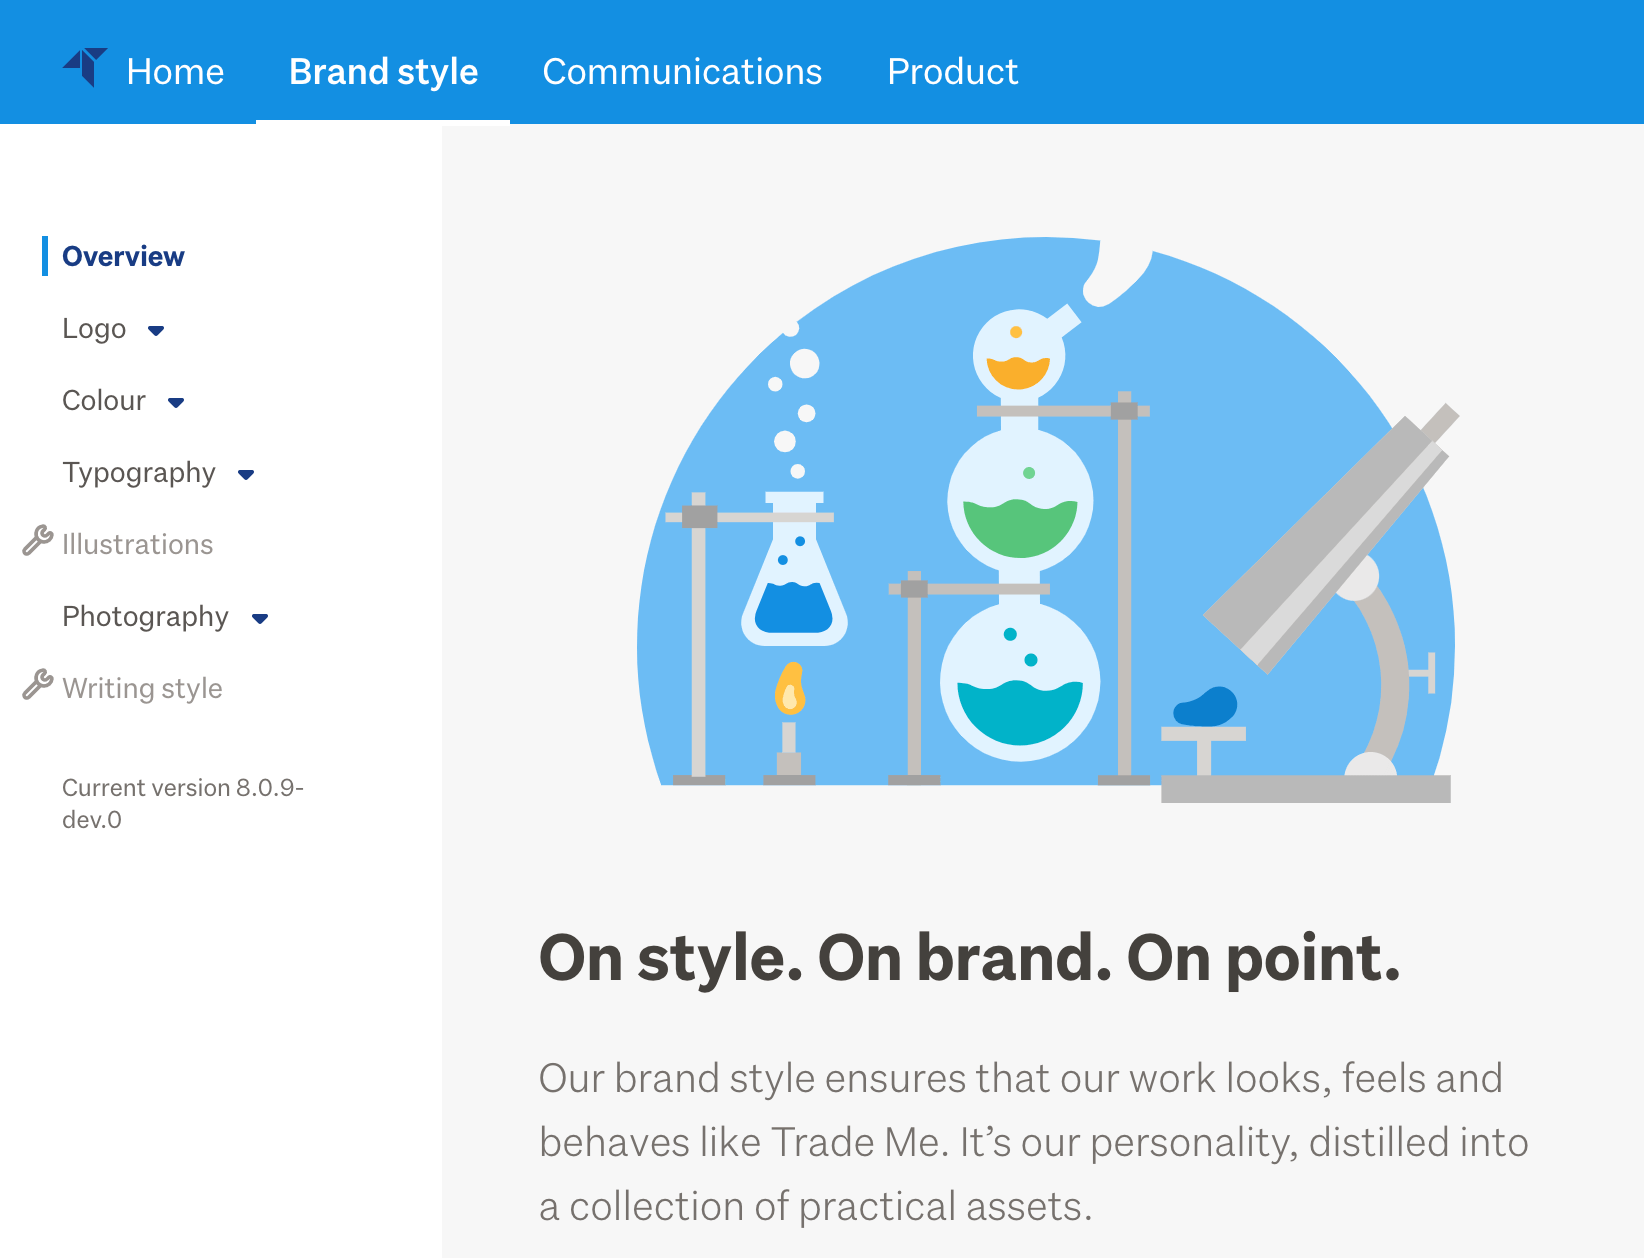 Home
Brand style
Communications
Product
Overview
Logo
Colour
Typography
Illustrations
Photography
Writing style
Current version 8.0.9-
dev.0
On style. On brand. On point.
Our brand style ensures that our work looks, feels and
behaves like Trade Me. It’s our personality, distilled into
a collection of practical assets.